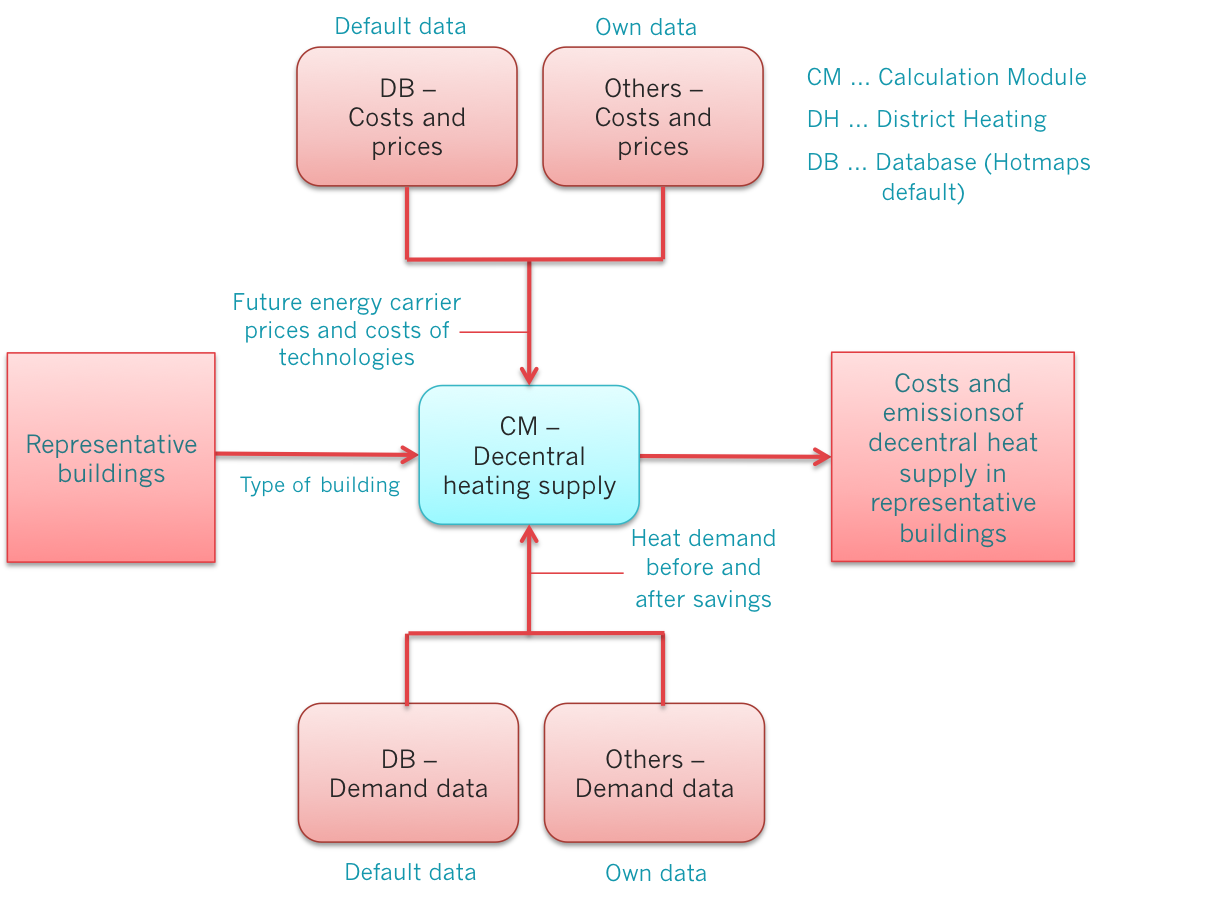 Default data
Own data
DB –
Costs and
prices
Others –
Costs and
prices
CM ... Calculation Module
DH ... District Heating
DB ... Database (Hotmaps
default)
Future energy carrier
prices and costs of
technologies
Representative
buildings
Type of building
CM –
Decentral
heating supply
Costs and
emissionsof
decentral heat
supply in
representative
buildings
Heat demand
before and
after savings
DB –
Demand data
Others –
Demand data
Default data
Own data